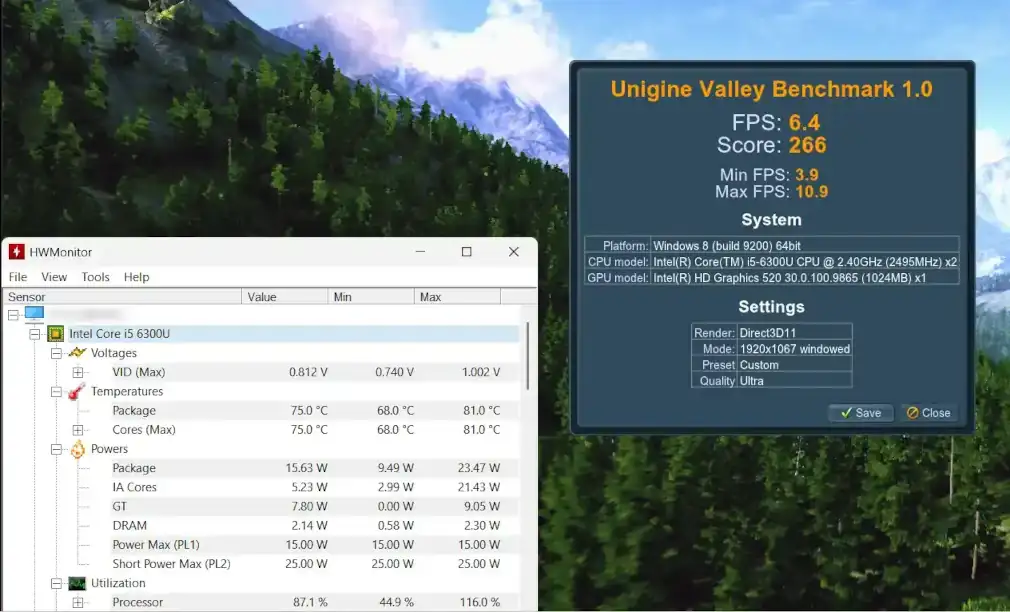 Unigine Valley Benchmark 1.0
FPS: 6.4
Score: 266
Min FPS: 3.9
Max FPS: 10.9
System
Platform: Windows 8 (build 9200) 64bit
CPU model: Intel(R) Core(TM) i5-6300U CPU @ 2.40GHz (2495MHz) x2
GPU model: Intel(R) HD Graphics 520 30.0.100.9865 (1024MB) x1
Settings
Render: Direct3D11
Mode: 1920x1067 windowed
Preset Custom
Quality Ultra
Save Close
HWMonitor
File View Tools Help
Sensor Value Min Max
Intel Core i5 6300U
Voltages
VID (Max) 0.812 V 0.740 V 1.002 V
Temperatures
Package 75.0 °C 68.0 °C 81.0 °C
Cores (Max) 75.0 °C 68.0 °C 81.0 °C
Powers
Package 15.63 W 9.49 W 23.47 W
IA Cores 5.23 W 2.99 W 21.43 W
GT 7.80 W 0.00 W 9.05 W
DRAM 2.14 W 0.58 W 2.30 W
Power Max (PL1) 15.00 W 15.00 W 15.00 W
Short Power Max (PL2) 25.00 W 25.00 W 25.00 W
Utilization
Processor 87.1 % 44.9 % 116.0 %